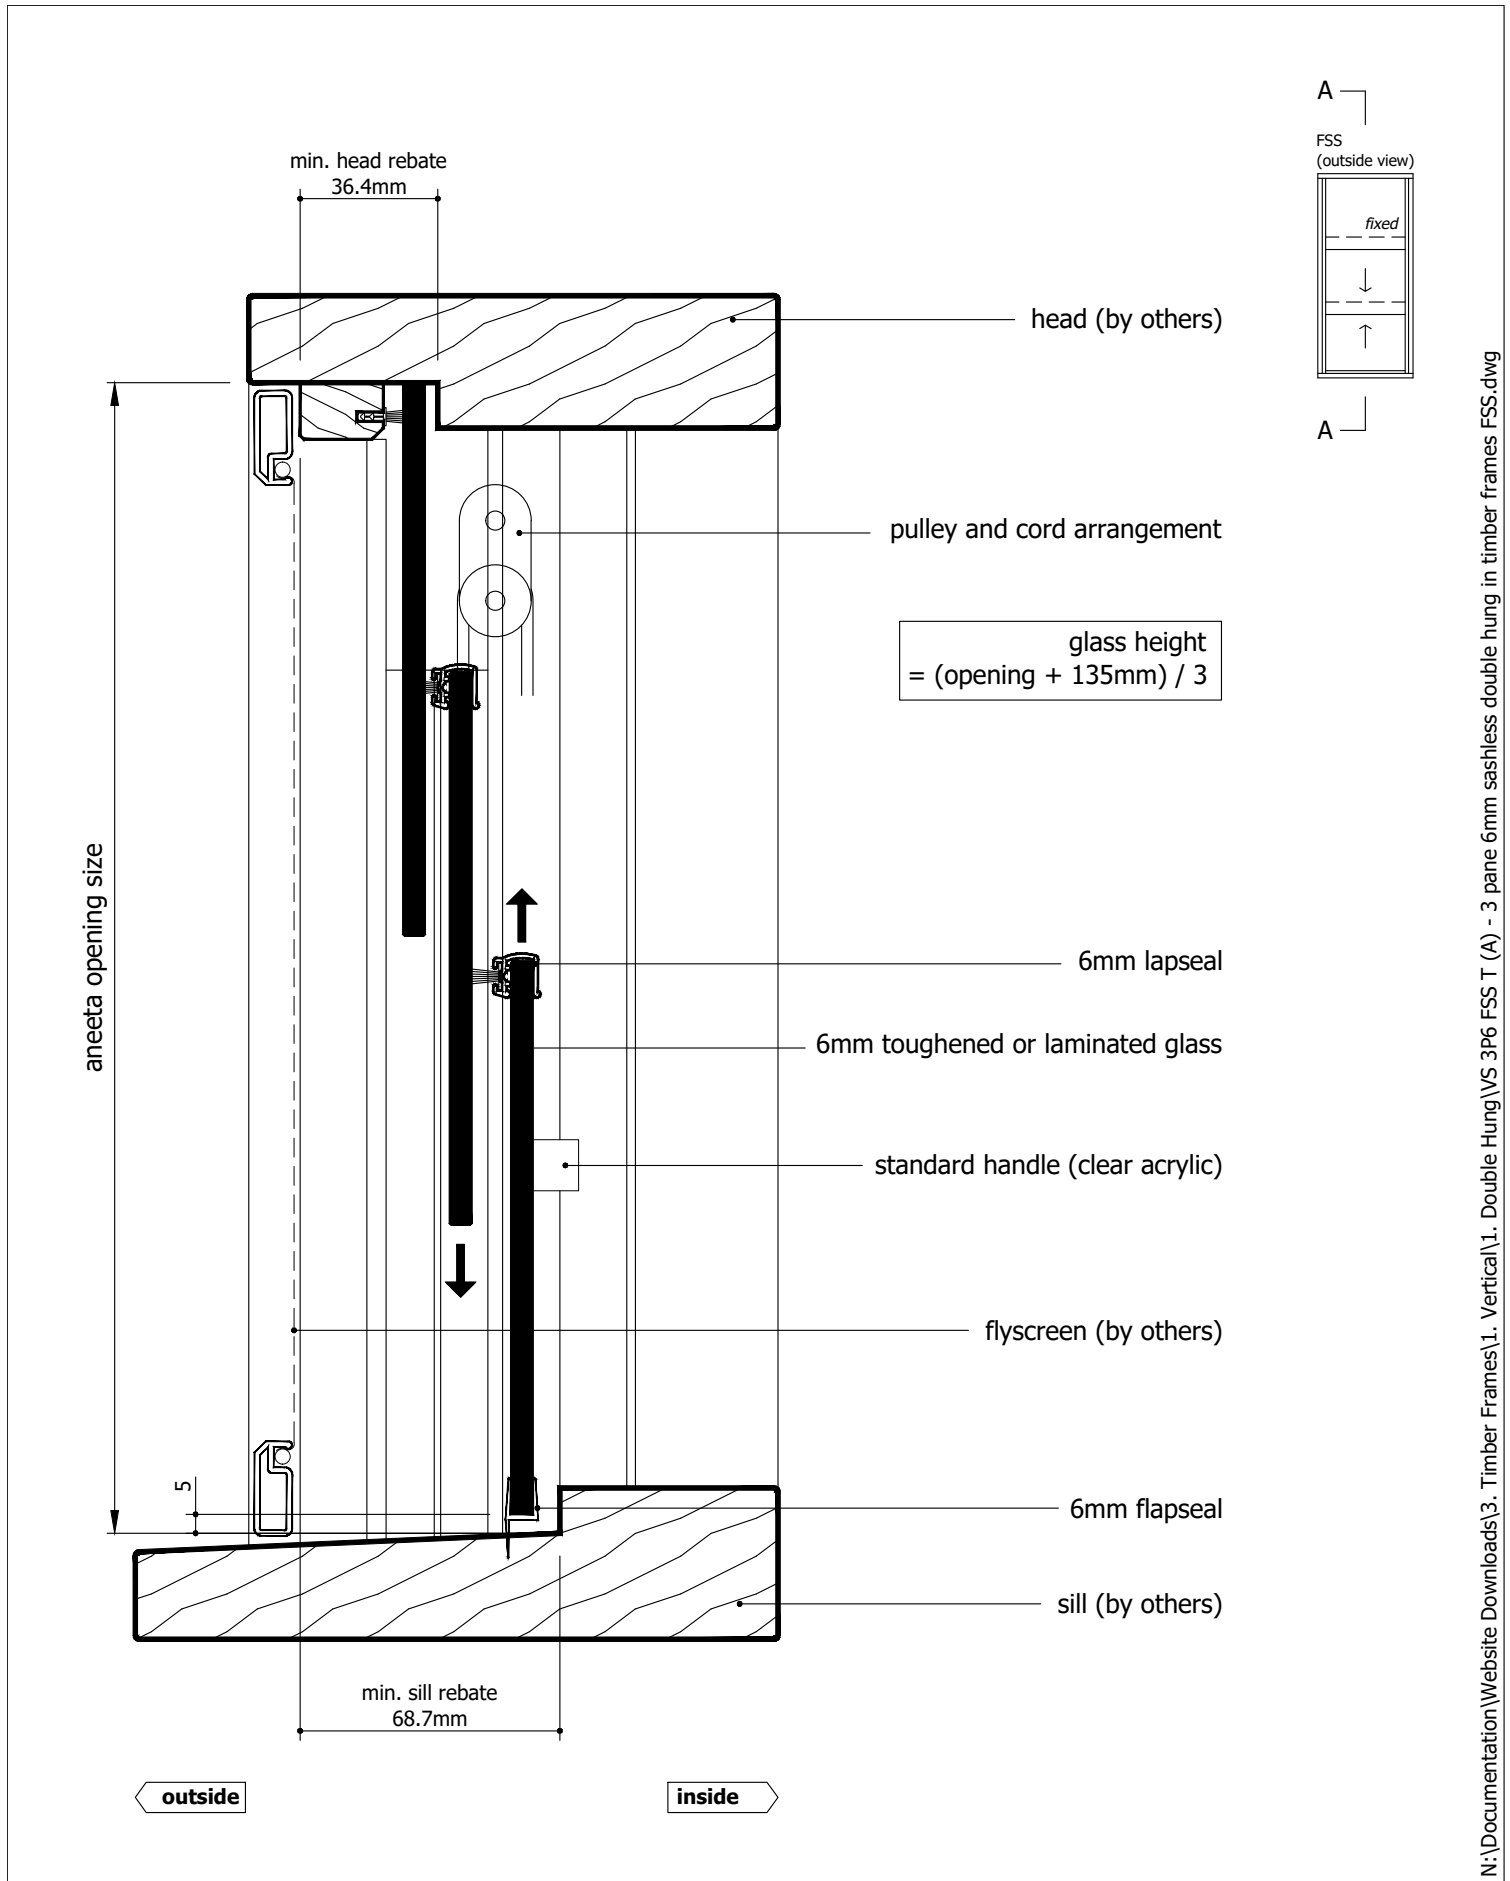 A
FSS
(outside view)
fixed
A
min. head rebate
36.4mm
head (by others)
pulley and cord arrangement
glass height
= (opening + 135mm) / 3
aneeta opening size
6mm lapseal
6mm toughened or laminated glass
standard handle (clear acrylic)
flyscreen (by others)
5
6mm flapseal
sill (by others)
min. sill rebate
68.7mm
outside
inside
N:\Documentation\Website Downloads\3. Timber Frames\1. Vertical\1. Double Hung\VS 3P6 FSS T (A) - 3 pane 6mm sashless double hung in timber frames FSS.dwg